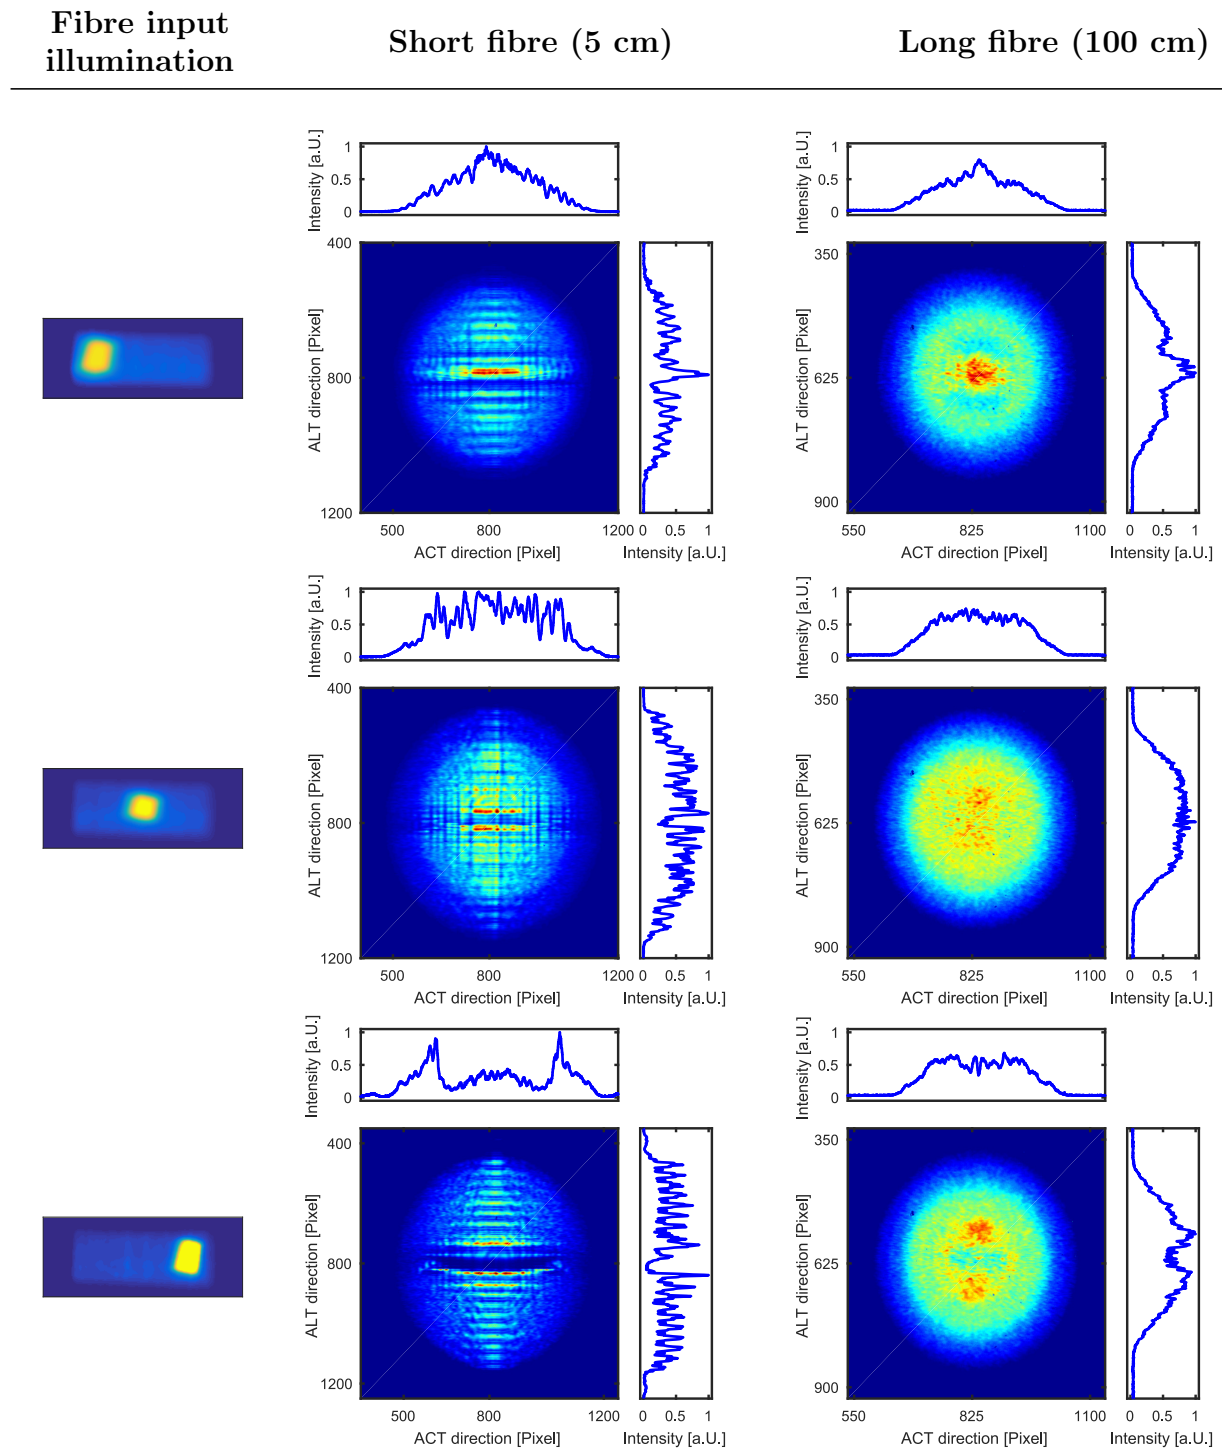 Fibre input illumination
Short fibre (5 cm)
Long fibre (100 cm)
Intensity [a.U.]
1
0.5
0
Intensity [a.U.]
1
0.5
0
400
800
1200
ALT direction [Pixel]
500
800
1200
ACT direction [Pixel]
0 0.5 1
Intensity [a.U.]
350
625
900
ALT direction [Pixel]
550
825
1100
ACT direction [Pixel]
0 0.5 1
Intensity [a.U.]
Intensity [a.U.]
1
0.5
0
Intensity [a.U.]
1
0.5
0
400
800
1200
ALT direction [Pixel]
500
800
1200
ACT direction [Pixel]
0 0.5 1
Intensity [a.U.]
350
625
900
ALT direction [Pixel]
550
825
1100
ACT direction [Pixel]
0 0.5 1
Intensity [a.U.]
Intensity [a.U.]
1
0.5
0
Intensity [a.U.]
1
0.5
0
400
800
1200
ALT direction [Pixel]
500
800
1200
ACT direction [Pixel]
0 0.5 1
Intensity [a.U.]
350
625
900
ALT direction [Pixel]
550
825
1100
ACT direction [Pixel]
0 0.5 1
Intensity [a.U.]